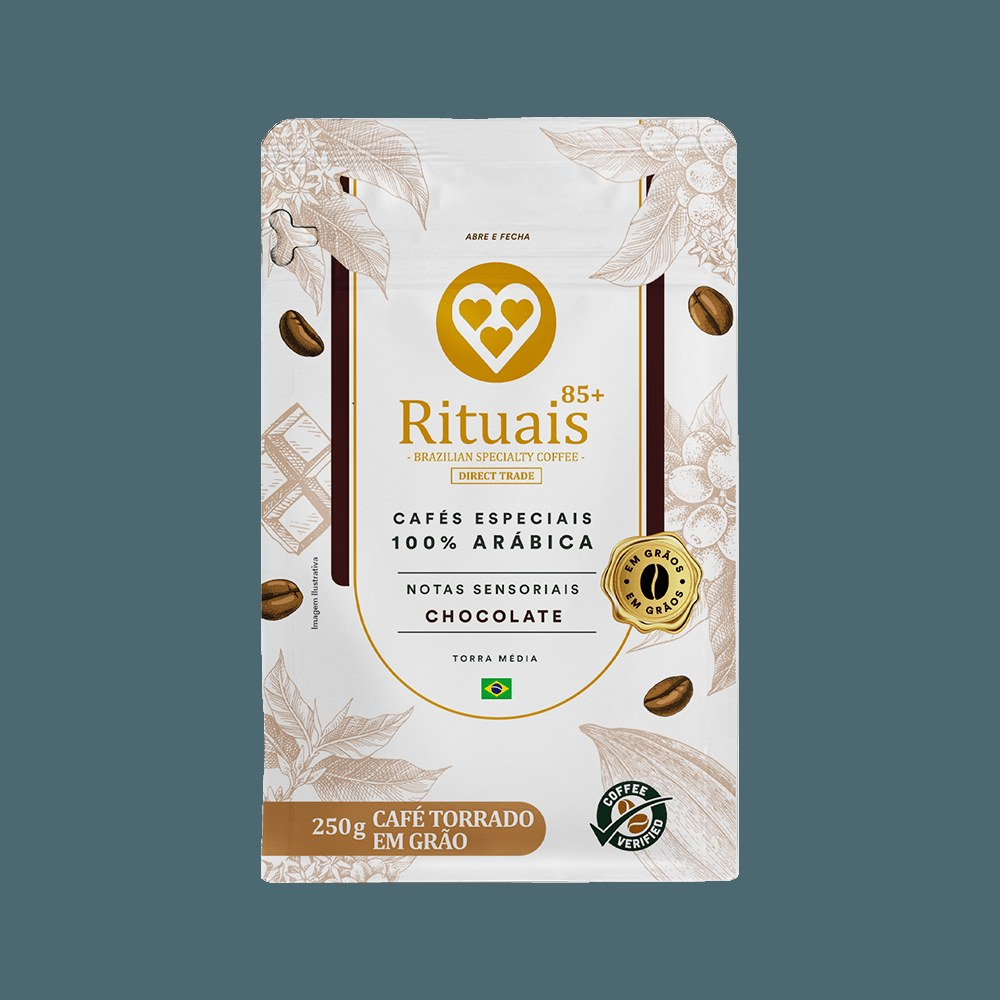 ABRE E FECHA
Rituais 85+
- BRAZILIAN SPECIALTY COFFEE -
DIRECT TRADE
CAFÉS ESPECIAIS
100% ARÁBICA
EM GRÃOS
EM GRÃOS
NOTAS SENSORIAIS
CHOCOLATE
TORRA MÉDIA
Imagem Ilustrativa
250g CAFÉ TORRADO
EM GRÃO
COFFEE
VERIFIED